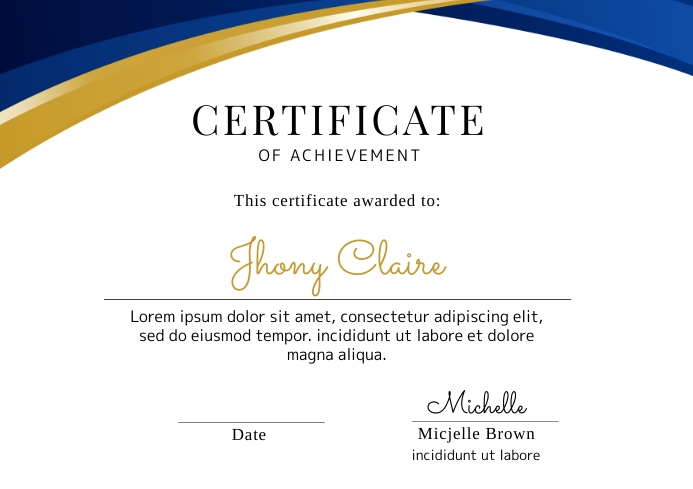 CERTIFICATE
OF ACHIEVEMENT
This certificate awarded to:
Jhony Claire
Lorem ipsum dolor sit amet, consectetur adipiscing elit,
sed do eiusmod tempor. incididunt ut labore et dolore
magna aliqua.
Michelle
Date
Micjelle Brown
incididunt ut labore